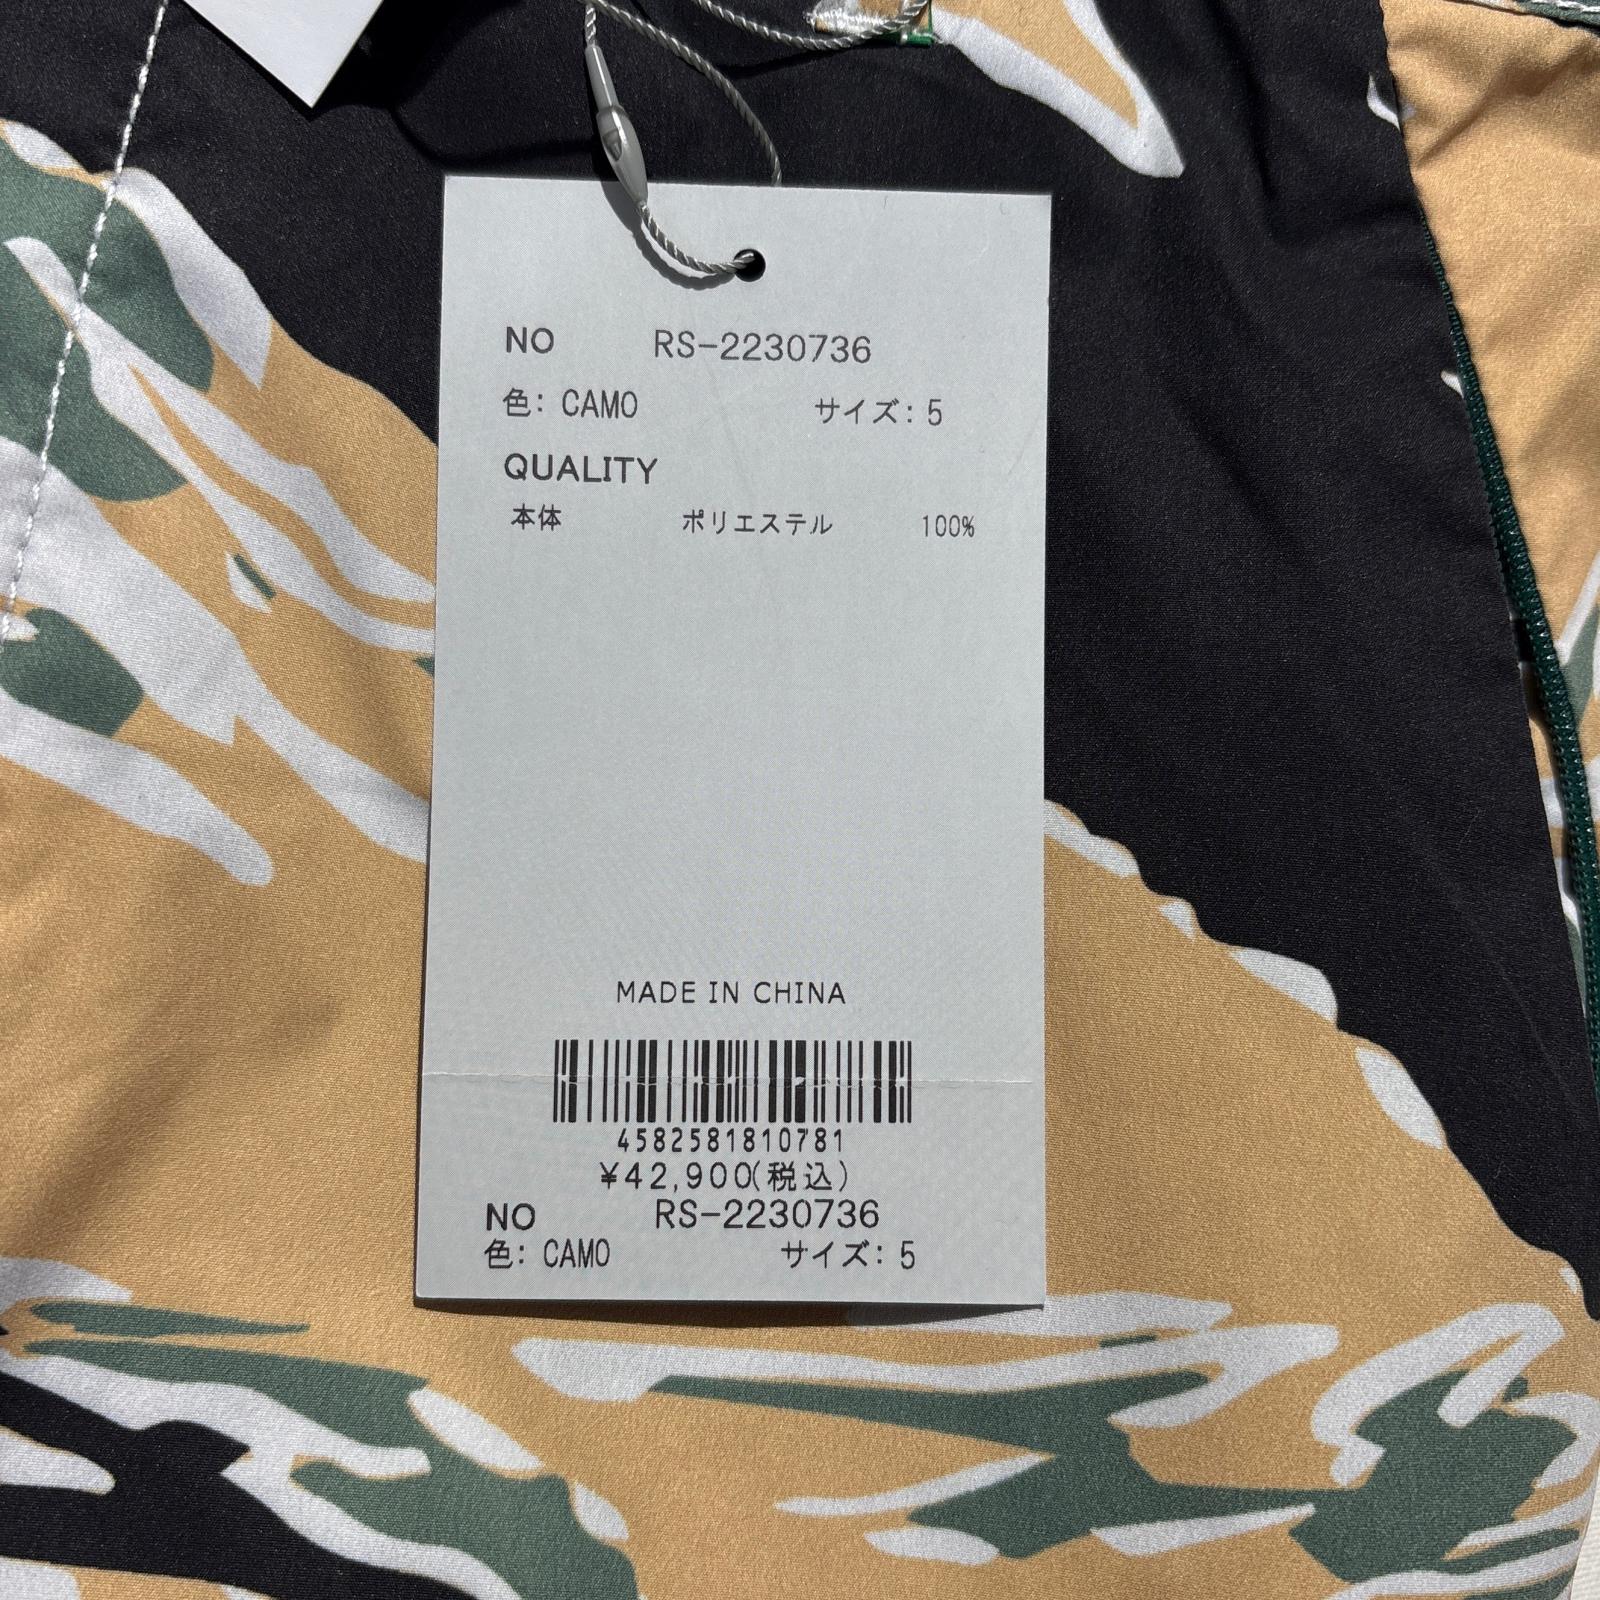 NO RS-2230736
色: CAMO サイズ: 5
QUALITY
本体 ポリエステル 100%
MADE IN CHINA
4582581810781
¥42,900(税込)
NO RS-2230736
色: CAMO サイズ: 5